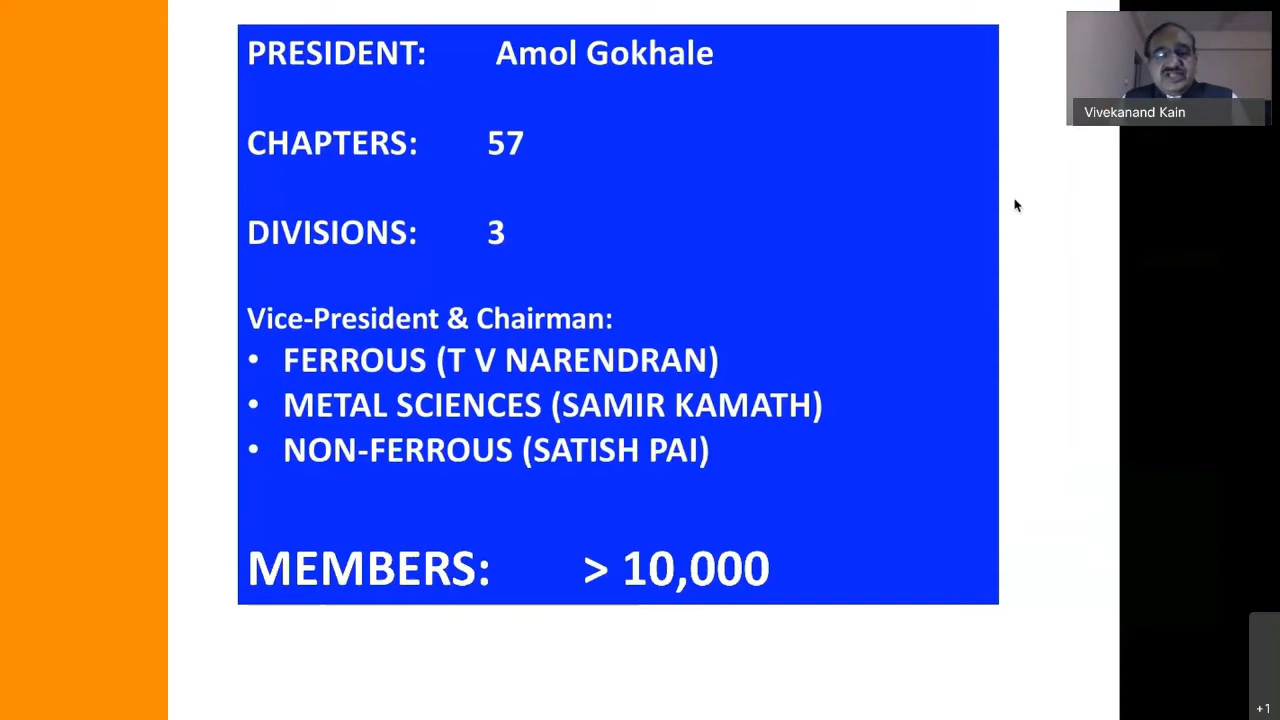 PRESIDENT: Amol Gokhale
CHAPTERS: 57
DIVISIONS: 3
Vice-President & Chairman:
• FERROUS (T V NARENDRAN)
• METAL SCIENCES (SAMIR KAMATH)
• NON-FERROUS (SATISH PAI)
MEMBERS: > 10,000
Vivekanand Kain
+1